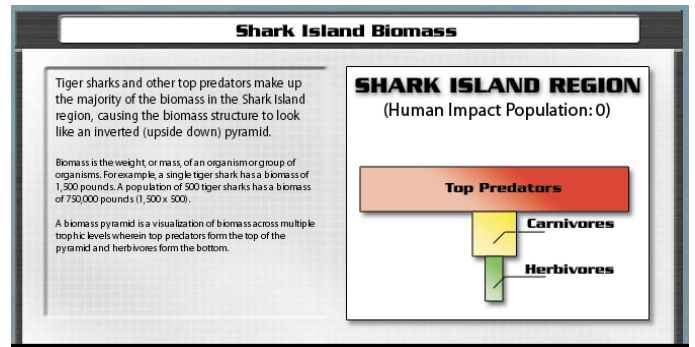 Shark Island Biomass
Tiger sharks and other top predators make up
the majority of the biomass in the Shark Island
region, causing the biomass structure to look
like an inverted (upside down) pyramid.
Biomass is the weight, or mass, of an organism or group of
organisms. For example, a single tiger shark has a biomass of
1,500 pounds. A population of 500 tiger sharks has a biomass
of 750,000 pounds (1,500 x 500).
A biomass pyramid is a visualization of biomass across multiple
trophic levels wherein top predators form the top of the
pyramid and herbivores form the bottom.
SHARK ISLAND REGION
(Human Impact Population: 0)
Top Predators
Carnivores
Herbivores